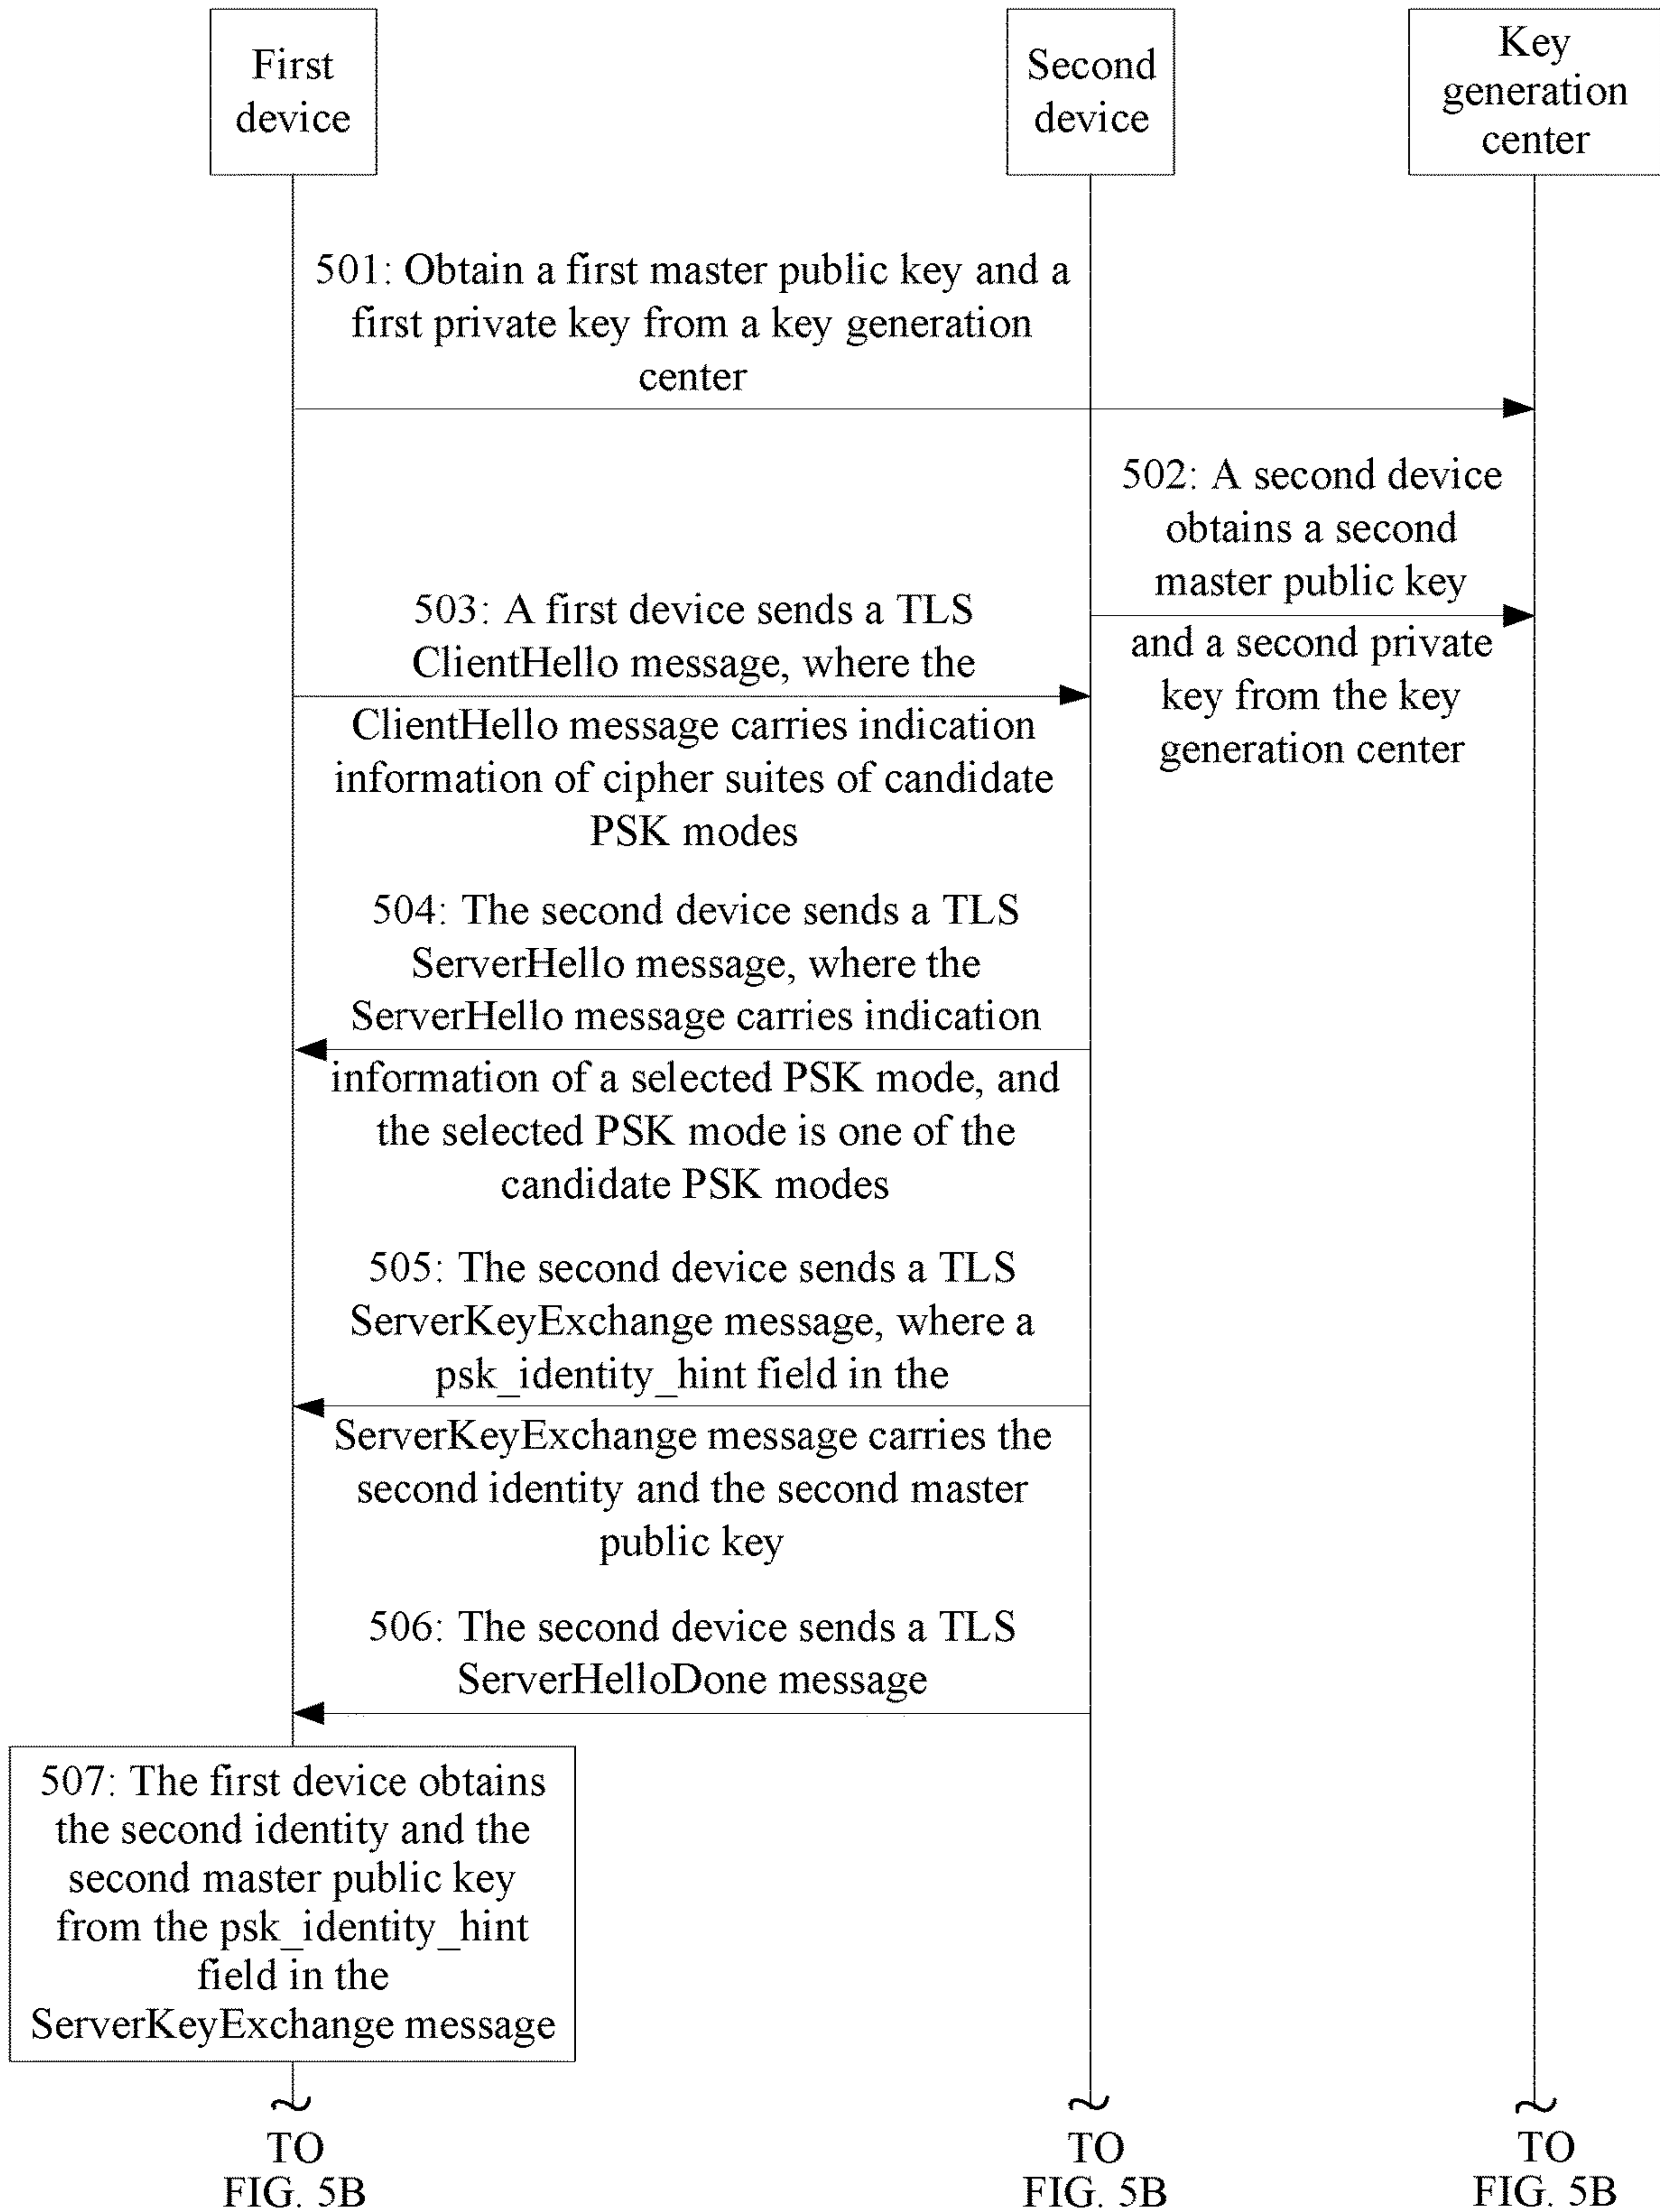 First
device
Second
device
Key
generation
center
501: Obtain a first master public key and a
first private key from a key generation
center
502: A second device
obtains a second
master public key
and a second private
key from the key
generation center
503: A first device sends a TLS
ClientHello message, where the
ClientHello message carries indication
information of cipher suites of candidate
PSK modes
504: The second device sends a TLS
ServerHello message, where the
ServerHello message carries indication
information of a selected PSK mode, and
the selected PSK mode is one of the
candidate PSK modes
505: The second device sends a TLS
ServerKeyExchange message, where a
psk_identity_hint field in the
ServerKeyExchange message carries the
second identity and the second master
public key
506: The second device sends a TLS
ServerHelloDone message
507: The first device obtains
the second identity and the
second master public key
from the psk_identity_hint
field in the
ServerKeyExchange message
TO
FIG. 5B
TO
FIG. 5B
TO
FIG. 5B